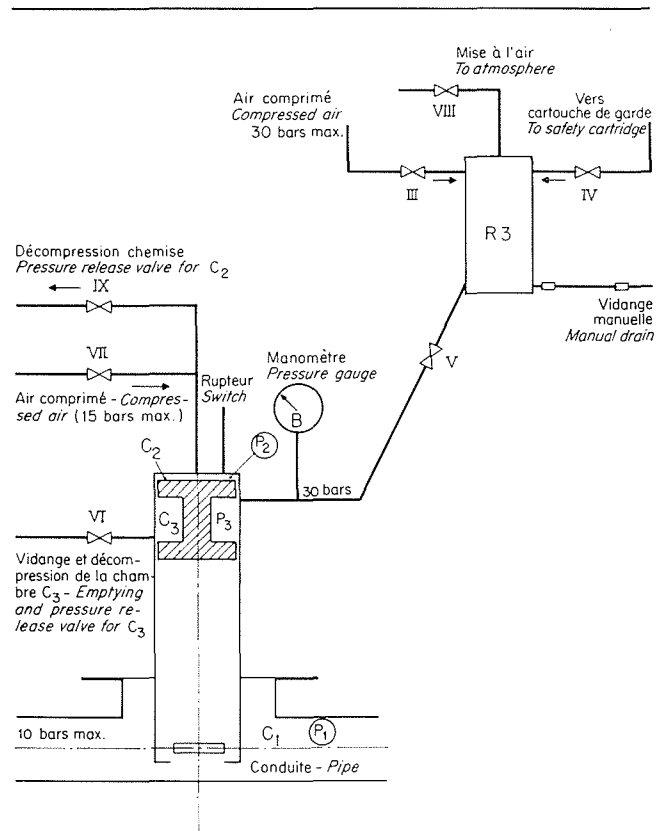 Mise à l'air
To atmosphere
VIII
Air comprimé
Compressed air
30 bars max.
Vers
cartouche de garde
To safety cartridge
III
IV
R3
Décompression chemise
Pressure release valve for C2
IX
Vidange
manuelle
Manual drain
V
VII
Manomètre
Pressure gauge
B
Rupteur
Switch
Air comprimé - Compres-
sed air (15 bars max.)
C2
P2
30 bars
VI
C3
P3
Vidange et décom-
pression de la cham-
bre C3 - Emptying
and pressure re-
lease valve for C3
10 bars max.
C1
P1
Conduite - Pipe